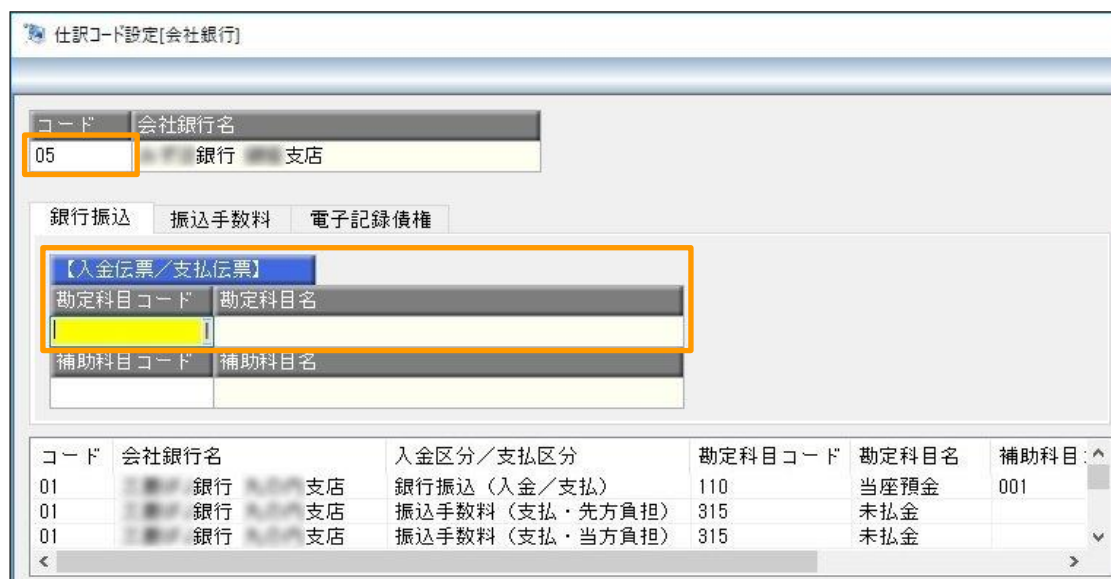 仕訳コード設定[会社銀行]
コード 会社銀行名
05 銀行 支店
銀行振込 振込手数料 電子記録債権
【入金伝票／支払伝票】
勘定科目コード 勘定科目名
補助科目コード 補助科目名
コード 会社銀行名 入金区分／支払区分 勘定科目コード 勘定科目名 補助科目
01 銀行 支店 銀行振込（入金／支払） 110 当座預金 001
01 銀行 支店 振込手数料（支払・先方負担） 315 未払金
01 銀行 支店 振込手数料（支払・当方負担） 315 未払金